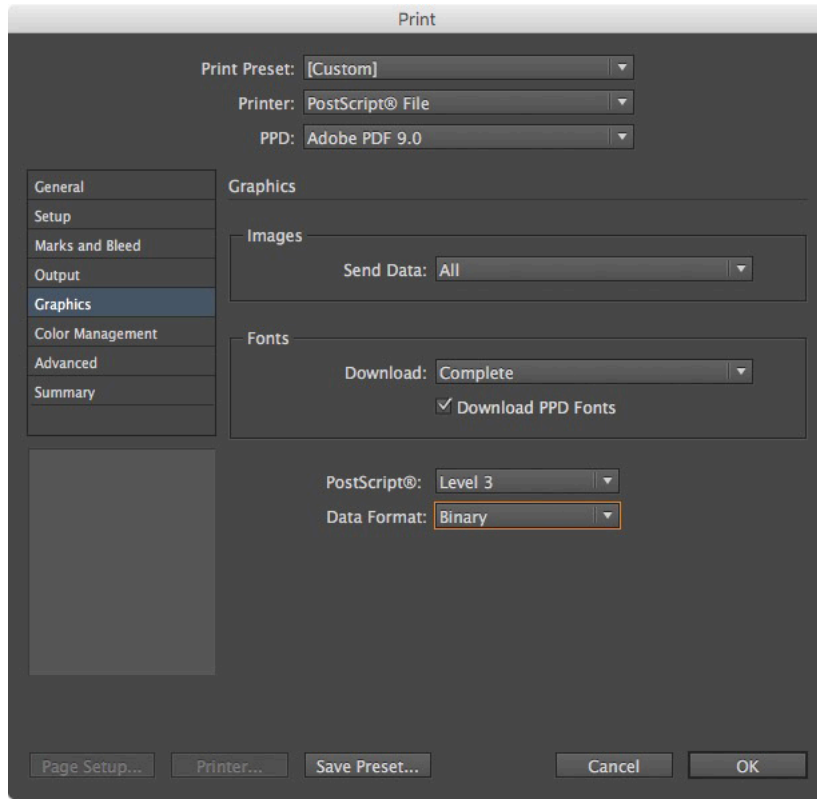 Print
Print Preset: [Custom]
Printer: PostScript® File
PPD: Adobe PDF 9.0
General
Setup
Marks and Bleed
Output
Graphics
Color Management
Advanced
Summary
Graphics
Images
Send Data: All
Fonts
Download: Complete
Download PPD Fonts
PostScript®: Level 3
Data Format: Binary
Page Setup... Printer... Save Preset... Cancel OK